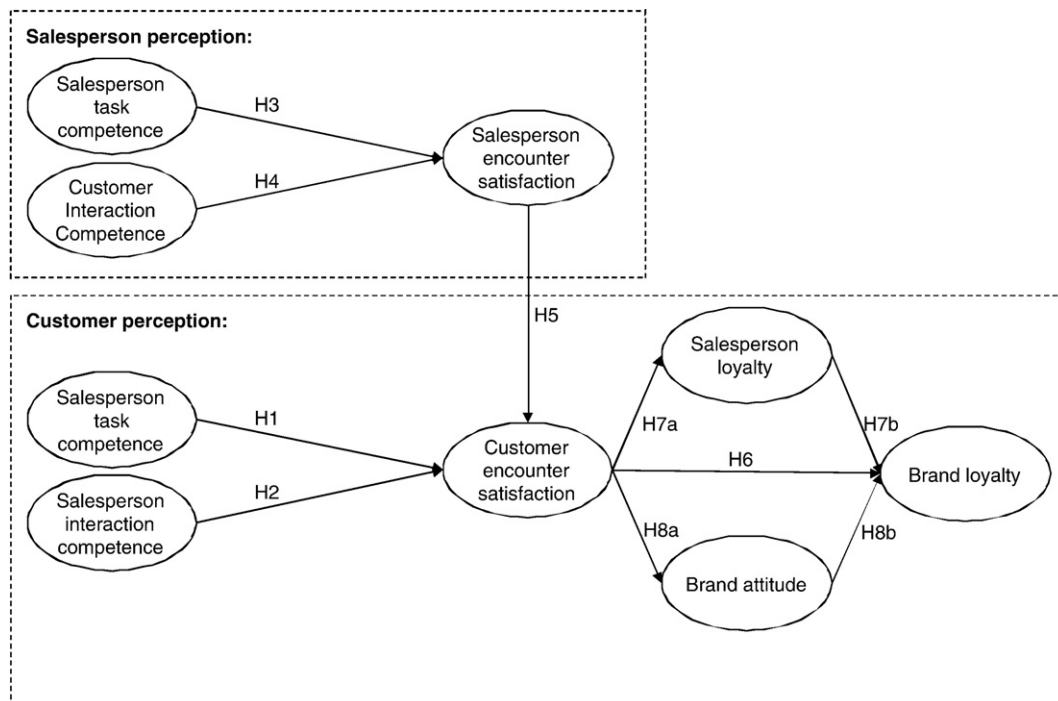 Salesperson perception:
Salesperson
task
competence
H3
Customer
Interaction
Competence
H4
Salesperson
encounter
satisfaction
H5
Customer perception:
Salesperson
task
competence
H1
Salesperson
interaction
competence
H2
Customer
encounter
satisfaction
Salesperson
loyalty
H7a
H7b
H6
Brand loyalty
H8a
H8b
Brand attitude